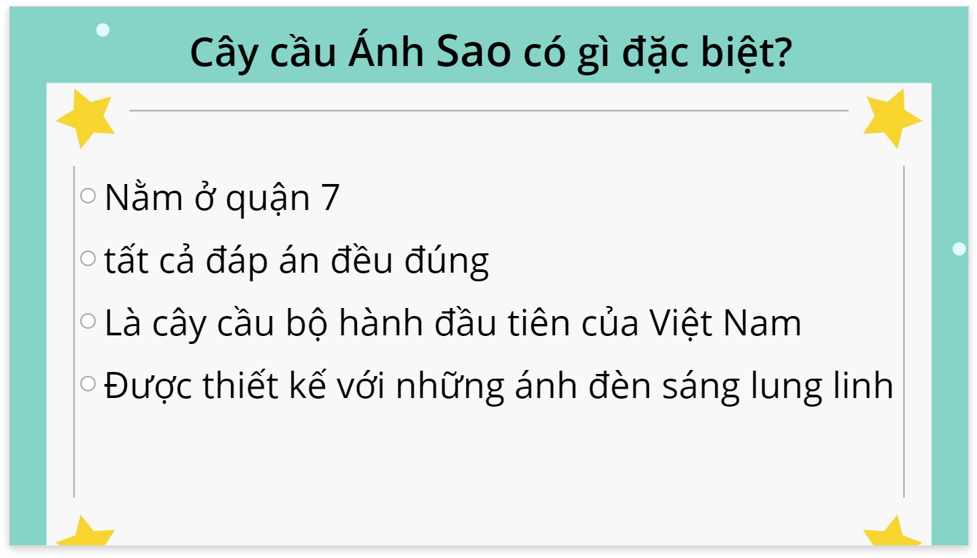 Cây cầu Ánh Sao có gì đặc biệt?
Nằm ở quận 7
tất cả đáp án đều đúng
Là cây cầu bộ hành đầu tiên của Việt Nam
Được thiết kế với những ánh đèn sáng lung linh